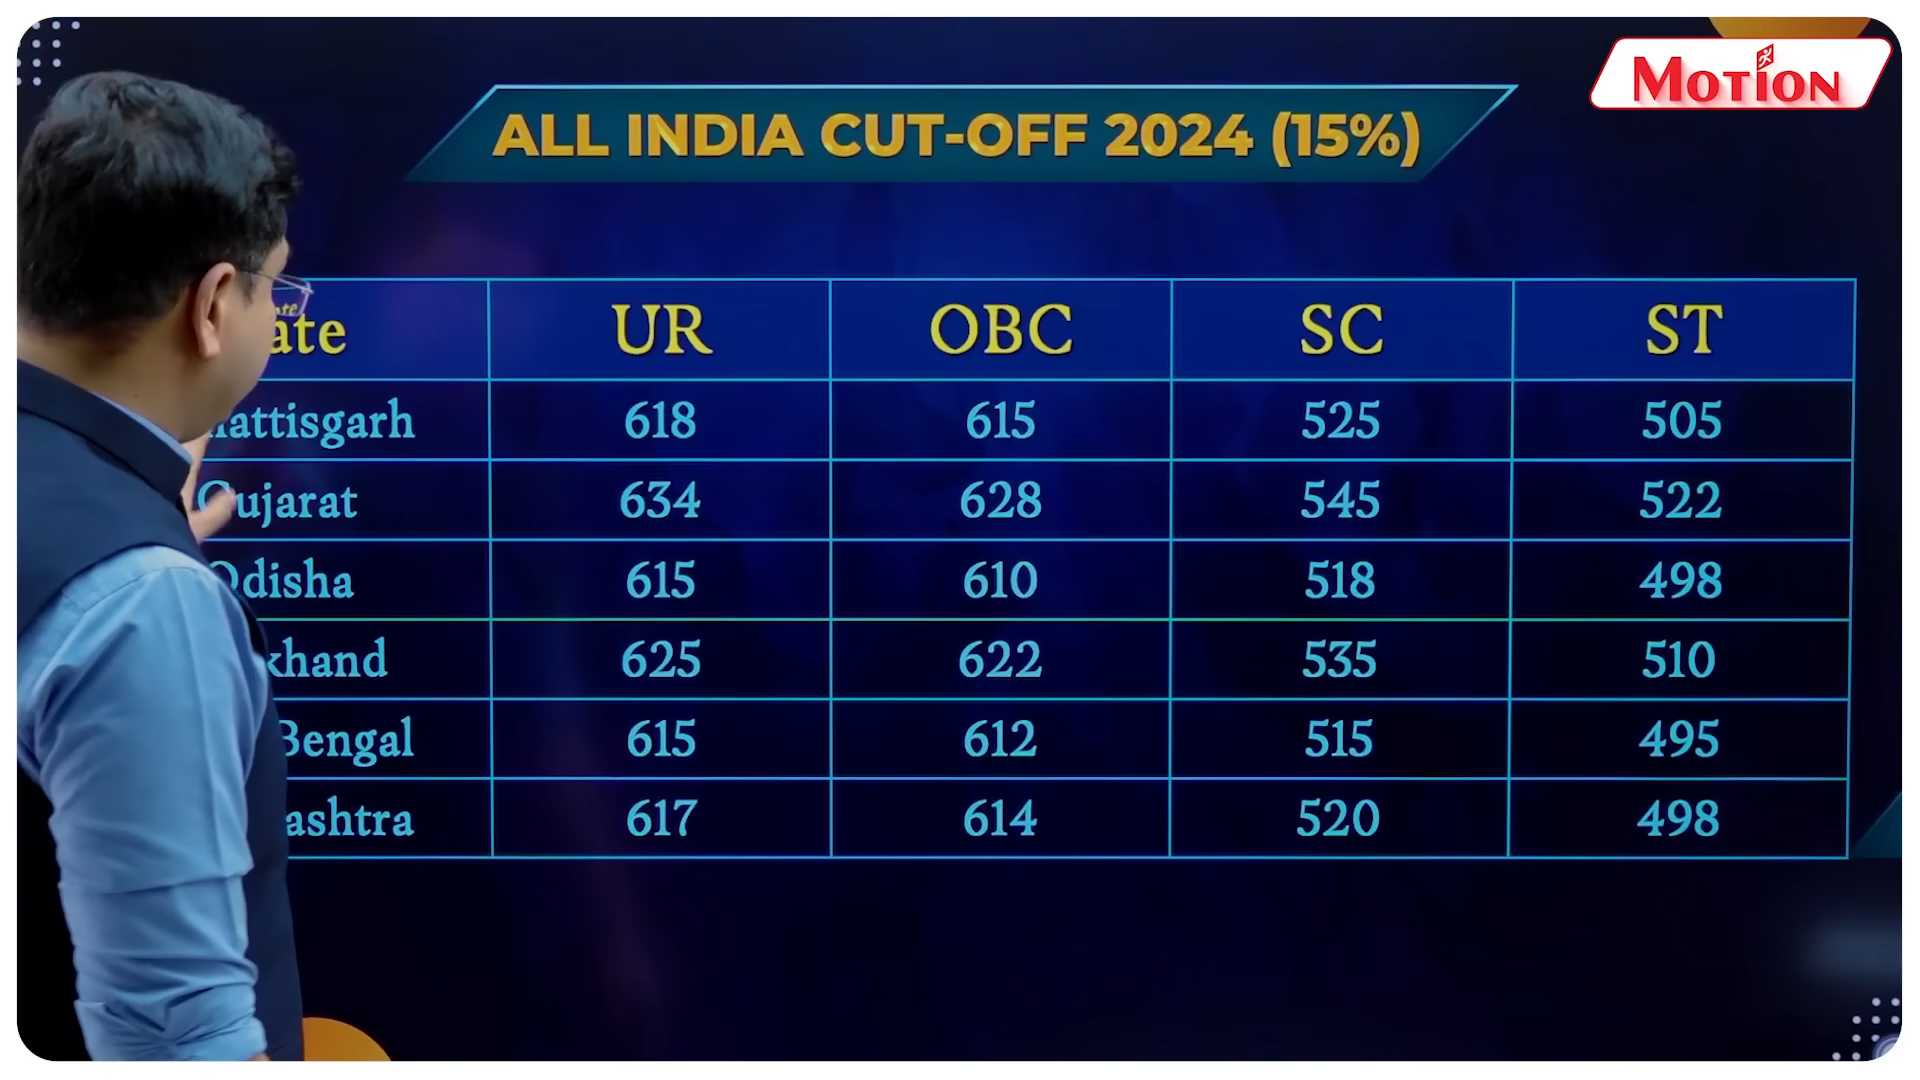 MOTION
ALL INDIA CUT-OFF 2024 (15%)
ate UR OBC SC ST
attisgarh 618 615 525 505
Gujarat 634 628 545 522
Odisha 615 610 518 498
khand 625 622 535 510
Bengal 615 612 515 495
ashtra 617 614 520 498